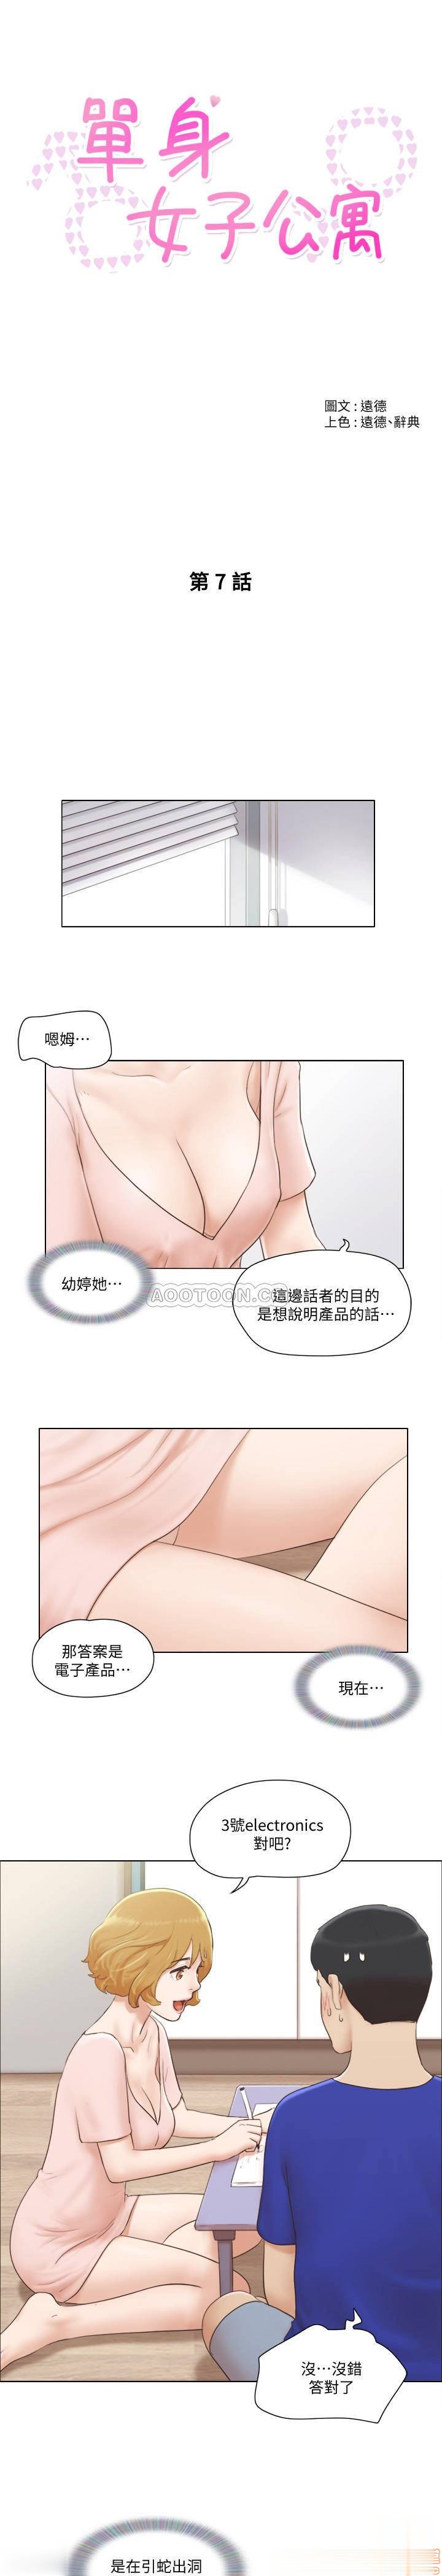 單身
女子公寓
圖文:遠德
上色:遠德、辭典
第7話
嗯姆…
幼婷她…
AOOTOON.COM
這邊話者的目的
是想說明產品的話…
那答案是
電子產品…
現在…
3號electronics
對吧?
沒…沒錯
答對了
是在引蛇出洞